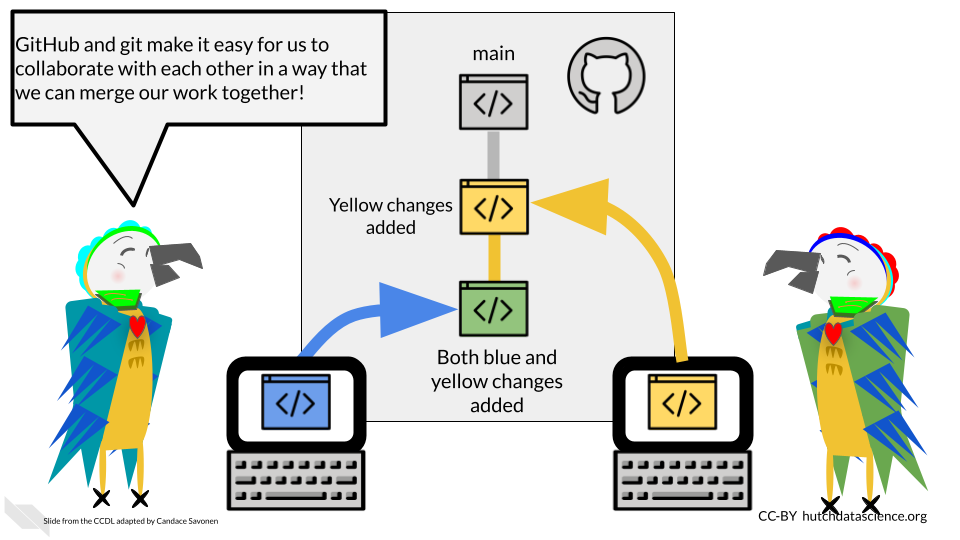 GitHub and git make it easy for us to
collaborate with each other in a way that
we can merge our work together!
main
</>
Yellow changes
added
</>
</>
Both blue and
yellow changes
added
</>
</>
Slide from the CCDL adapted by Candace Savonen
CC-BY hutchdatascience.org